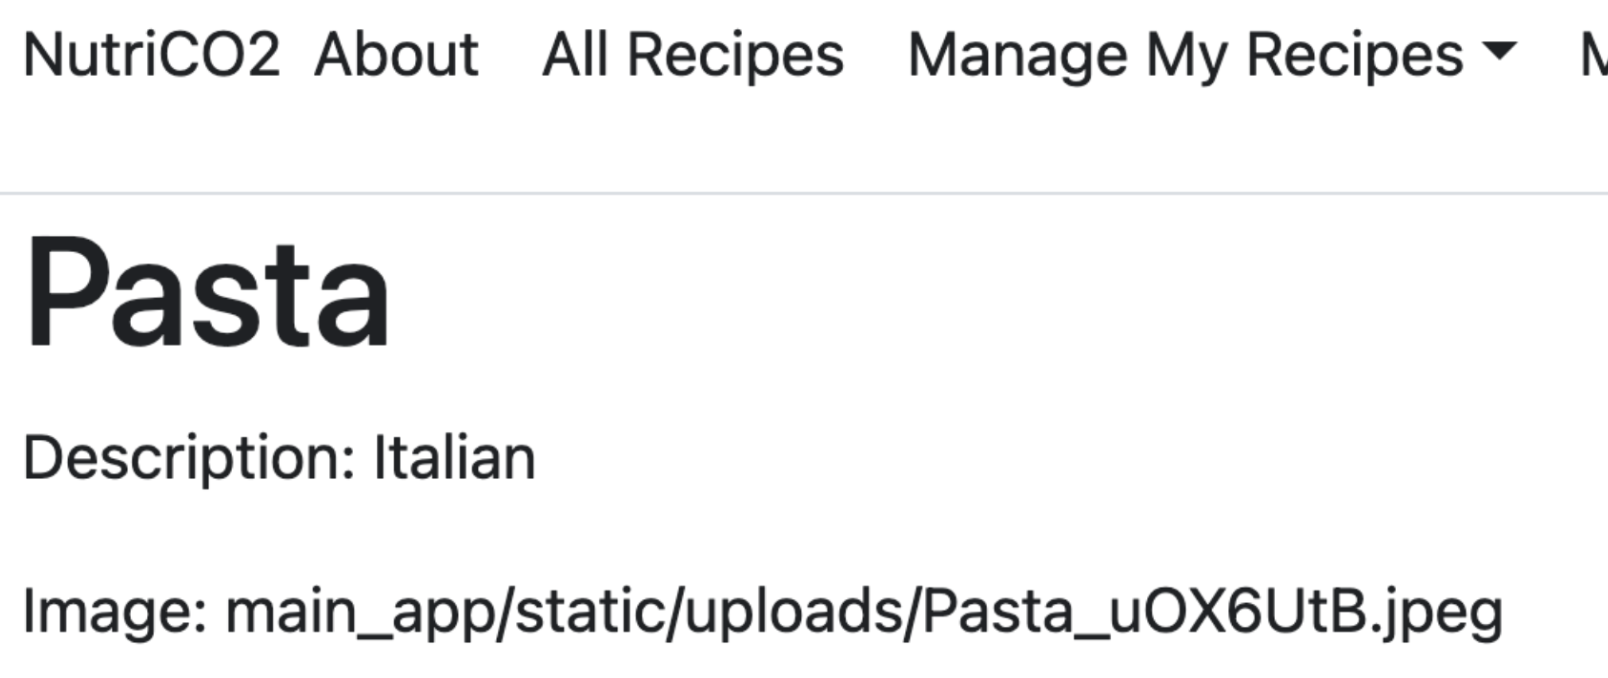 NutriCO2 About All Recipes Manage My Recipes
Pasta
Description: Italian
Image: main_app/static/uploads/Pasta_uOX6UtB.jpeg